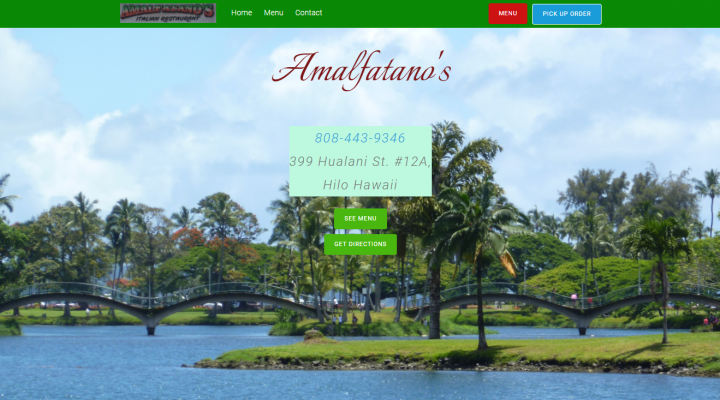 AMALFATANO'S
ITALIAN RESTAURANT
Home Menu Contact
MENU
PICK UP ORDER
Amalfatano's
808-443-9346
399 Hualani St. #12A,
Hilo Hawaii
SEE MENU
GET DIRECTIONS